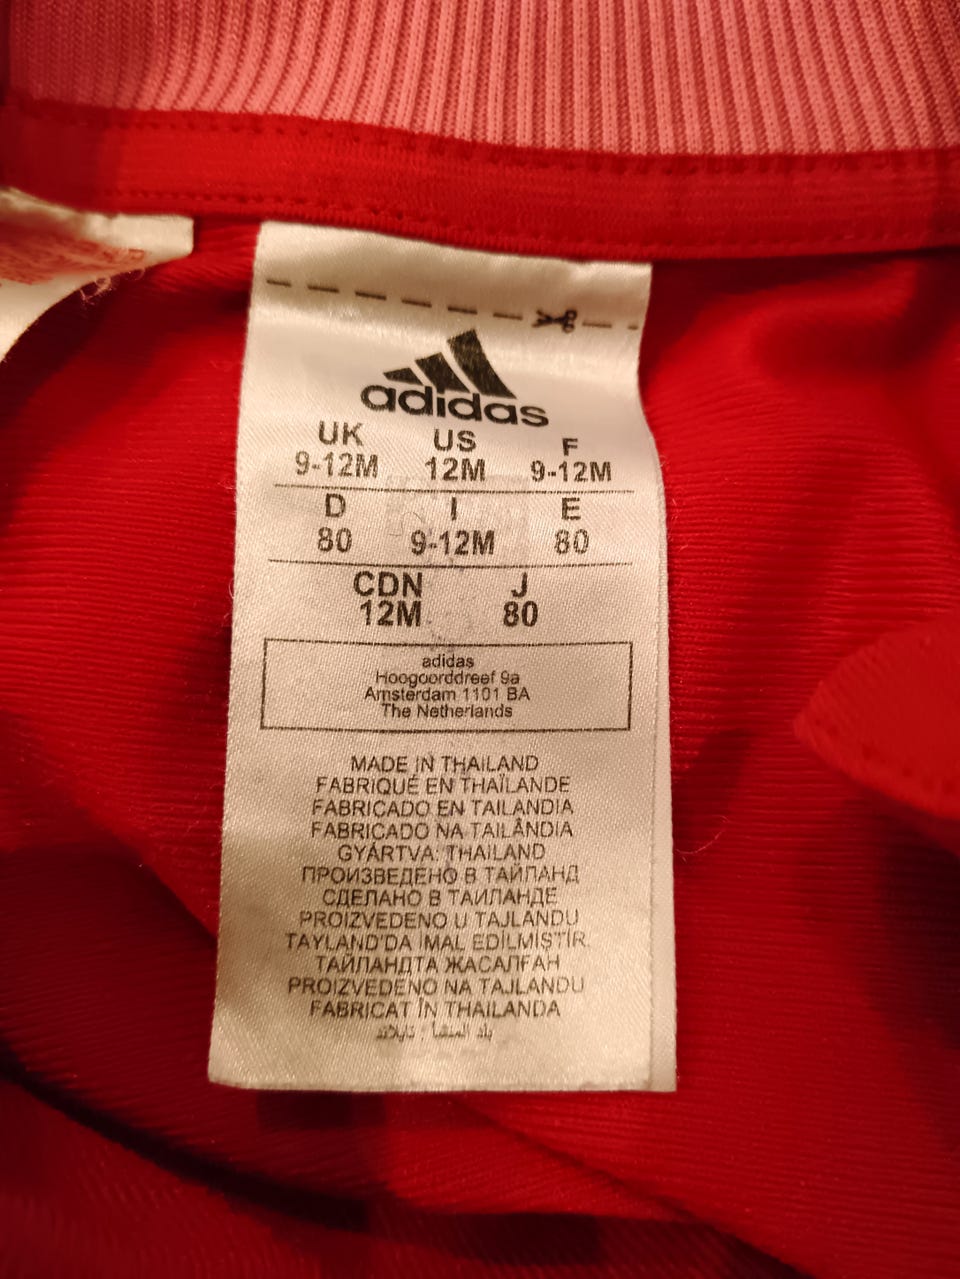 adidas
UK US F
9-12M 12M 9-12M
D I E
80 9-12M 80
CDN J
12M 80
adidas
Hoogoorddreef 9a
Amsterdam 1101 BA
The Netherlands
MADE IN THAILAND
FABRIQUÉ EN THAÏLANDE
FABRICADO EN TAILANDIA
FABRICADO NA TAILÂNDIA
GYÁRTVA: THAILAND
ПРОИЗВЕДЕНО В ТАЙЛАНД
СДЕЛАНО В ТАИЛАНДЕ
PROIZVEDENO U TAJLANDU
TAYLAND'DA İMAL EDİLMİŞTİR.
ТАЙЛАНДТА ЖАСАЛҒАН
PROIZVEDENO NA TAJLANDU
FABRICAT ÎN THAILANDA
بلد المنشأ : تايلاند